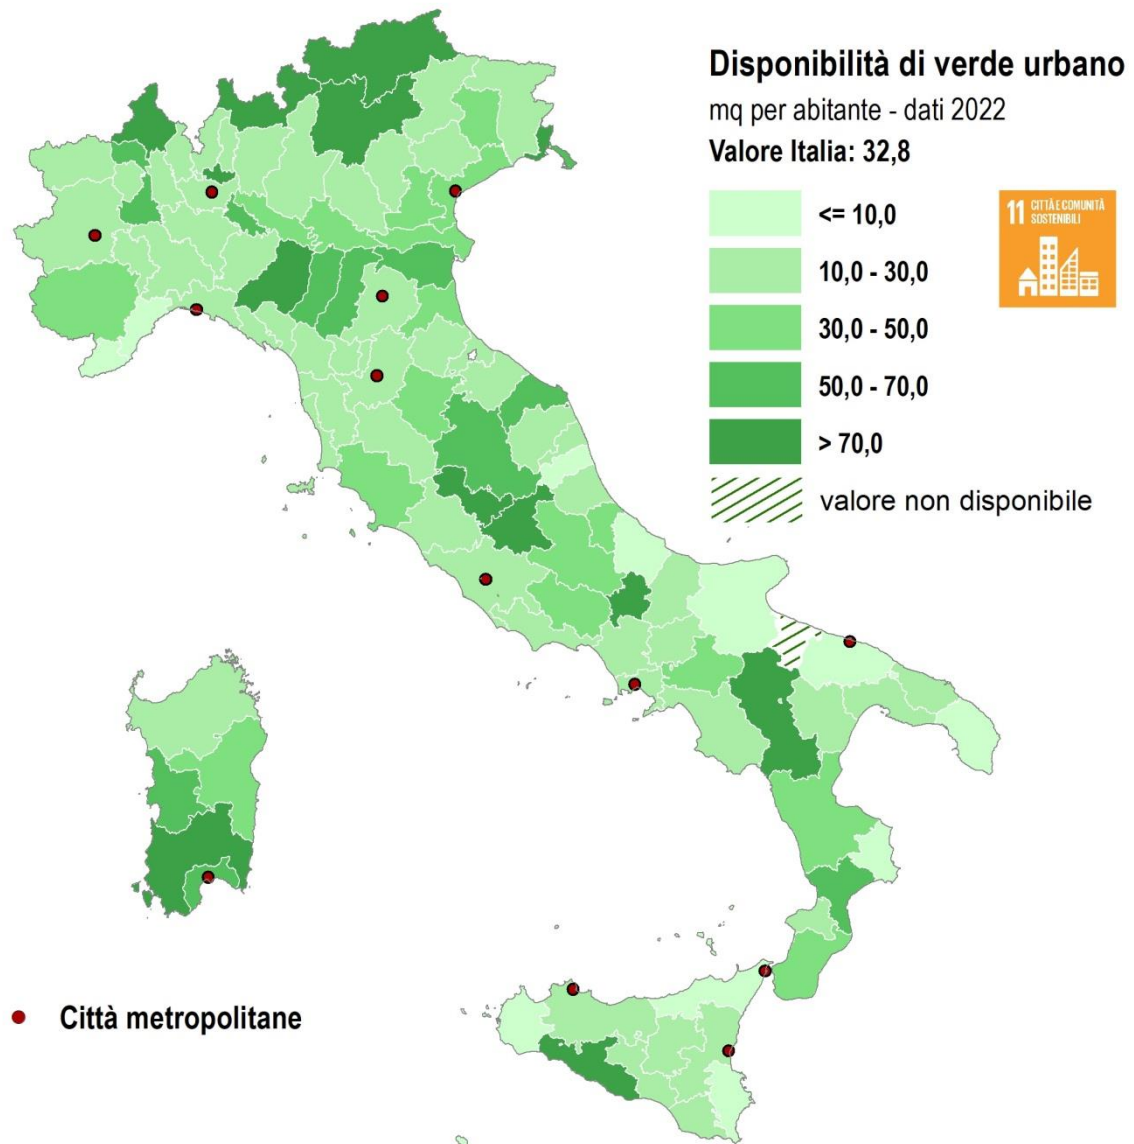 Disponibilità di verde urbano
mq per abitante - dati 2022
Valore Italia: 32,8
<= 10,0
10,0 - 30,0
30,0 - 50,0
50,0 - 70,0
> 70,0
valore non disponibile
11 CITTÀ E COMUNITÀ
SOSTENIBILI
Città metropolitane